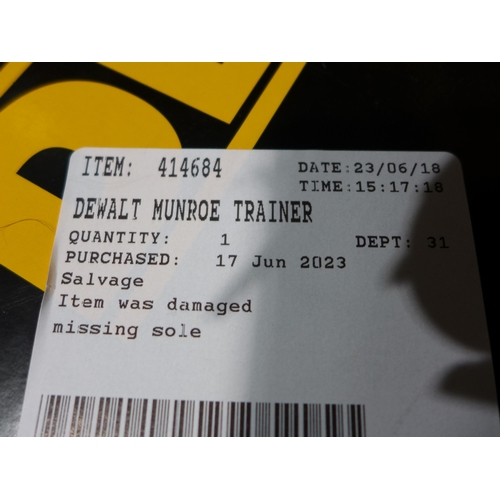 ITEM: 414684 DATE:23/06/18
TIME:15:17:18
DEWALT MUNROE TRAINER
QUANTITY: 1 DEPT: 31
PURCHASED: 17 Jun 2023
Salvage
Item was damaged
missing sole